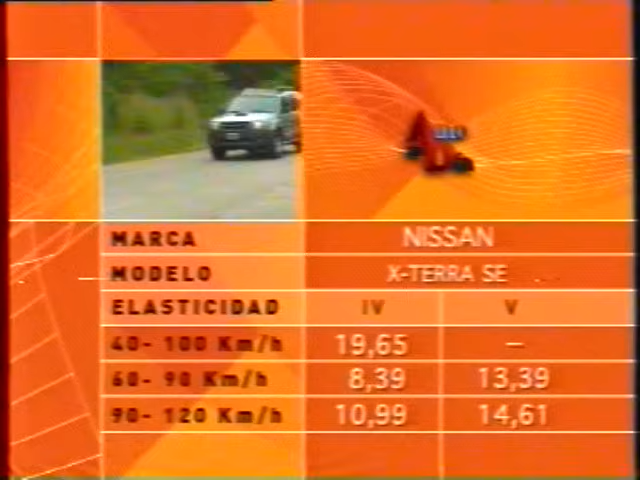 MARCA NISSAN
MODELO X-TERRA SE
ELASTICIDAD IV V
40- 100 Km/h 19,65 –
60- 90 Km/h 8,39 13,39
90- 120 Km/h 10,99 14,61